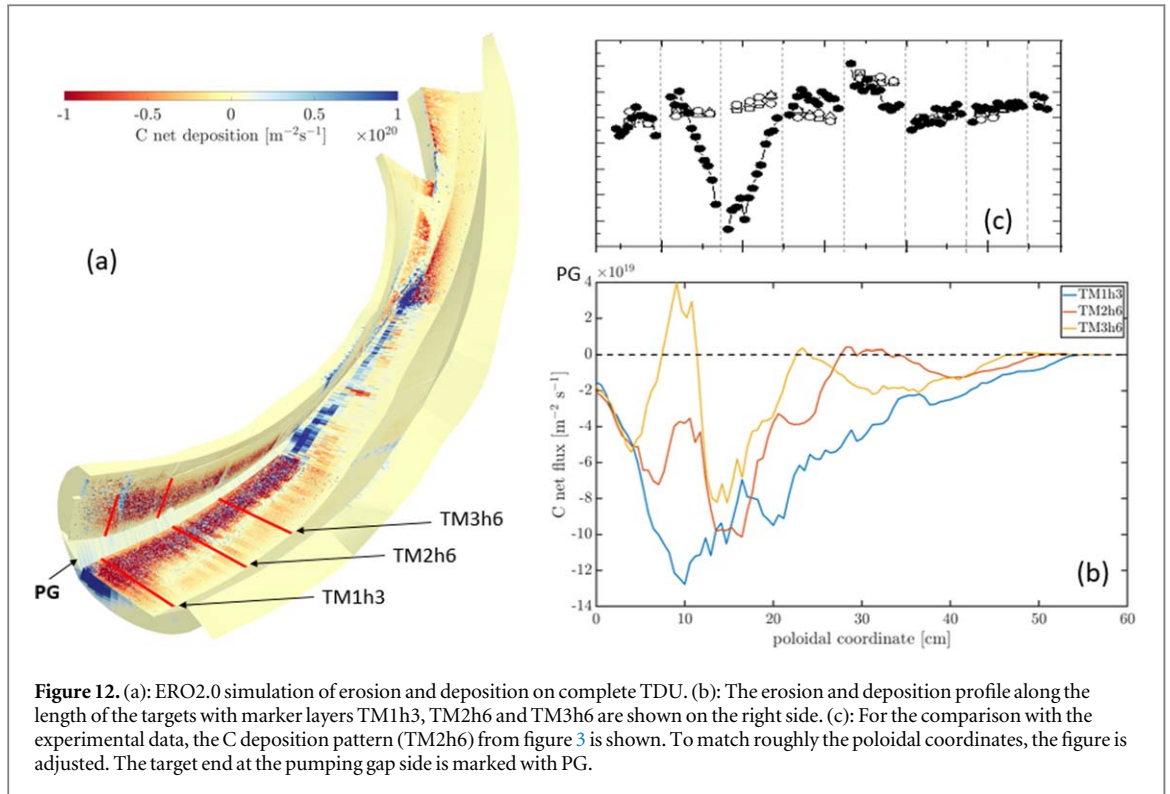 -1 -0.5 0 0.5 1
C net deposition [m⁻²s⁻¹] ×10²⁰
(a)
TM3h6
TM2h6
PG
TM1h3
(c)
PG ×10¹⁹
4
2
0
-2
-4
-6
-8
-10
-12
-14
C net flux [m⁻² s⁻¹]
TM1h3
TM2h6
TM3h6
(b)
0 10 20 30 40 50 60
poloidal coordinate [cm]
Figure 12. (a): ERO2.0 simulation of erosion and deposition on complete TDU. (b): The erosion and deposition profile along the
length of the targets with marker layers TM1h3, TM2h6 and TM3h6 are shown on the right side. (c): For the comparison with the
experimental data, the C deposition pattern (TM2h6) from figure 3 is shown. To match roughly the poloidal coordinates, the figure is
adjusted. The target end at the pumping gap side is marked with PG.